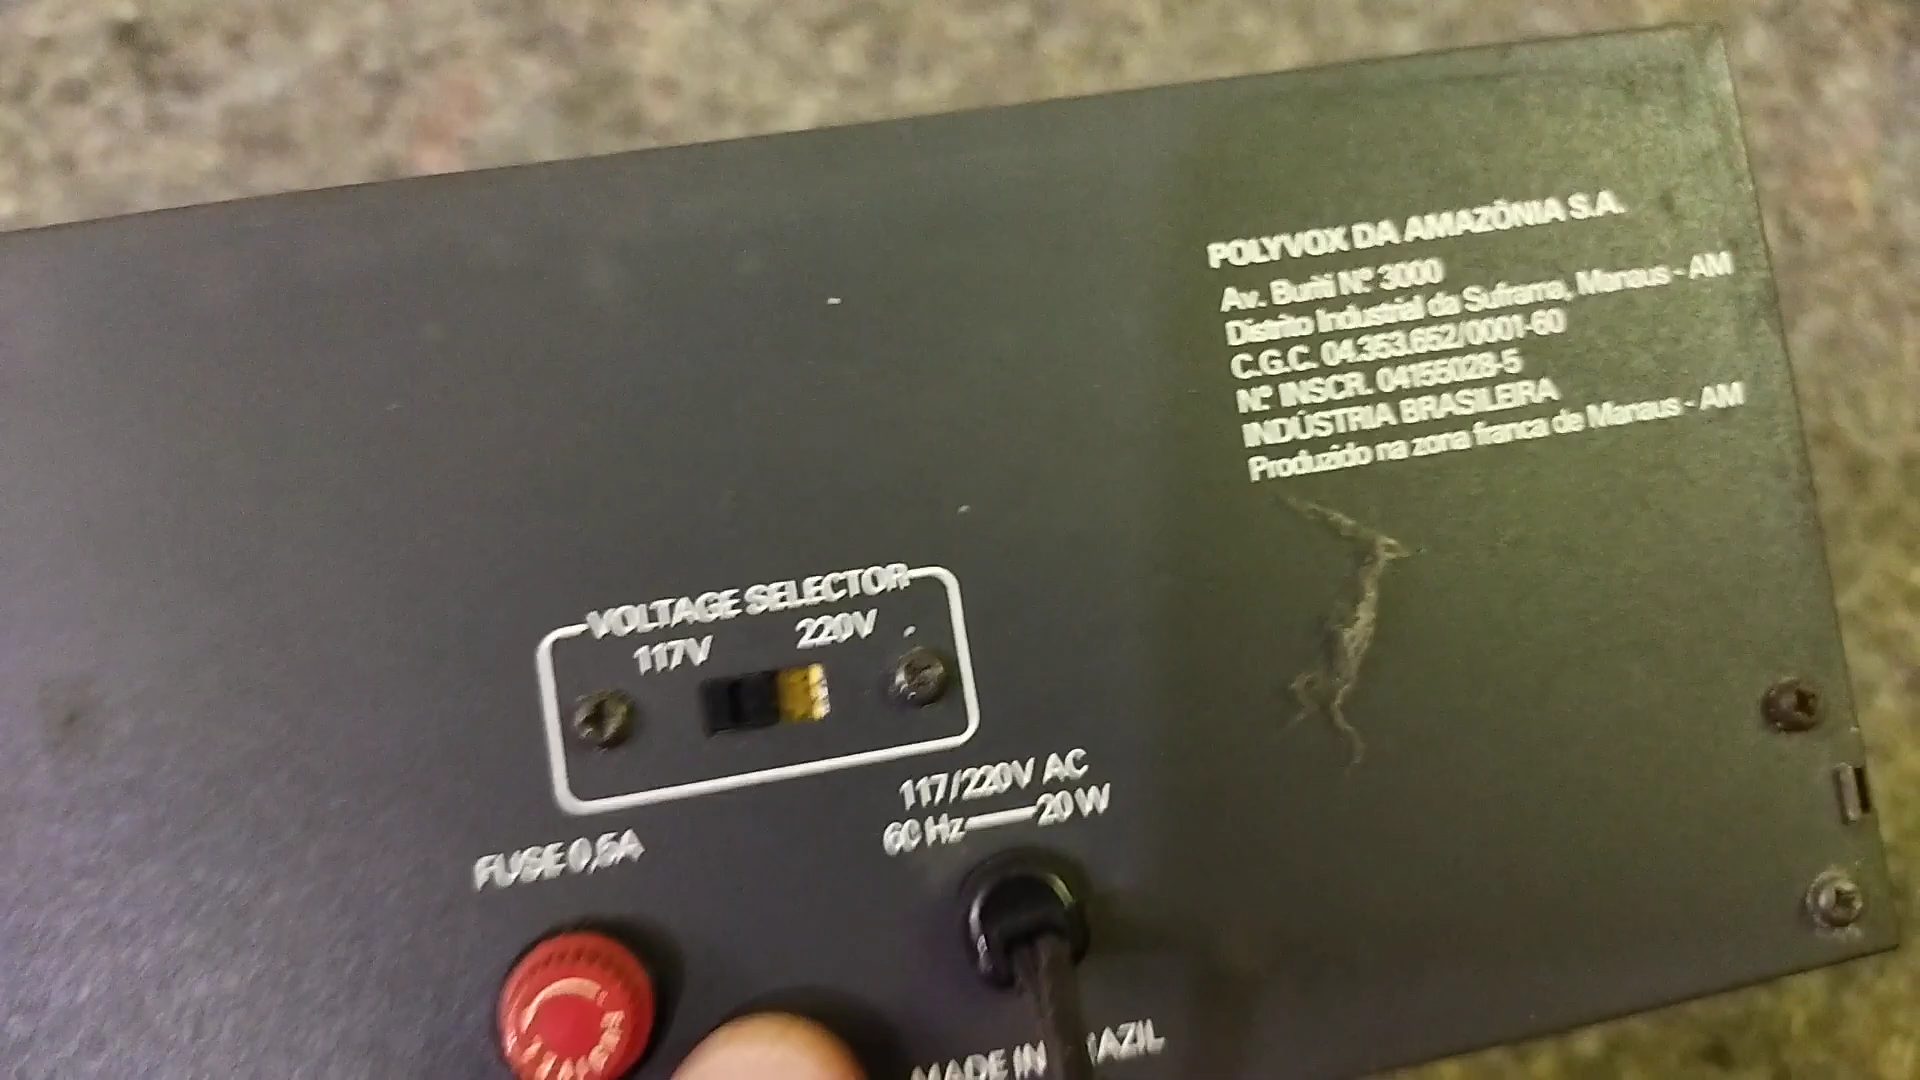 POLYVOX DA AMAZÔNIA S.A.
Av. Buriti Nº 3000
Distrito Industrial da Suframa, Manaus - AM
C.G.C. 04.353.652/0001-60
Nº INSCR. 04155028-5
INDÚSTRIA BRASILEIRA
Produzido na zona franca de Manaus - AM
VOLTAGE SELECTOR
117V 220V
117/220V AC
60 Hz — 20 W
FUSE 0,5A
MADE IN AZIL